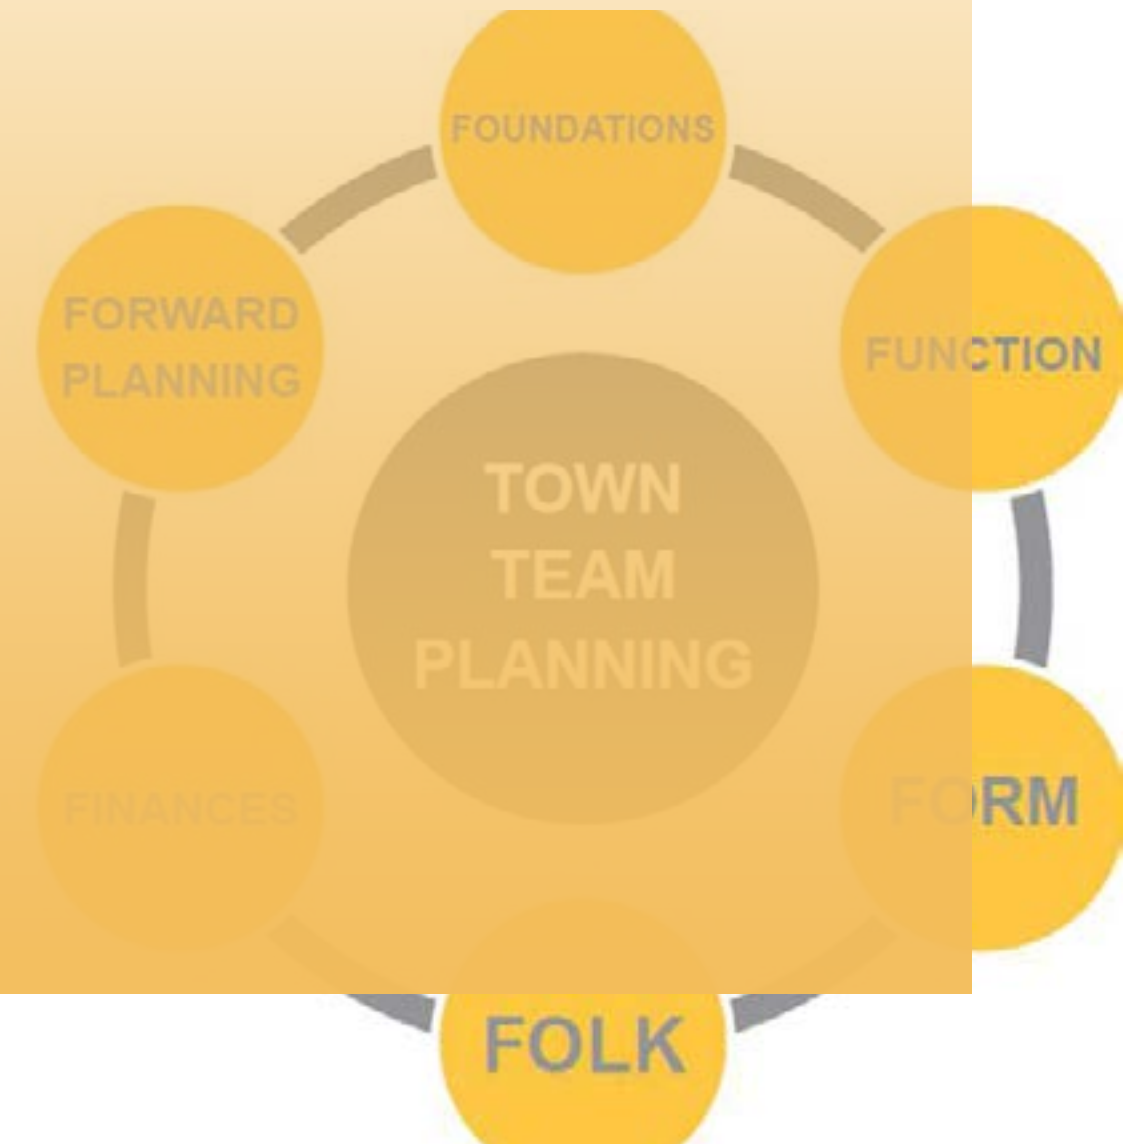 FOUNDATIONS
FUNCTION
FORM
FOLK
FINANCES
FORWARD
PLANNING
TOWN
TEAM
PLANNING